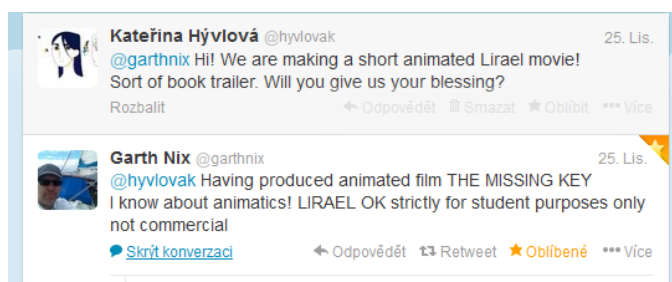 Kateřina Hývlová @hyvlovak 25. Lis.
@garthnix Hi! We are making a short animated Lirael movie!
Sort of book trailer. Will you give us your blessing?
Rozbalit Odpovědět Smazat Oblíbit Více
Garth Nix @garthnix 25. Lis.
@hyvlovak Having produced animated film THE MISSING KEY
I know about animatics! LIRAEL OK strictly for student purposes only
not commercial
Skrýt konverzaci Odpovědět Retweet Oblíbené Více